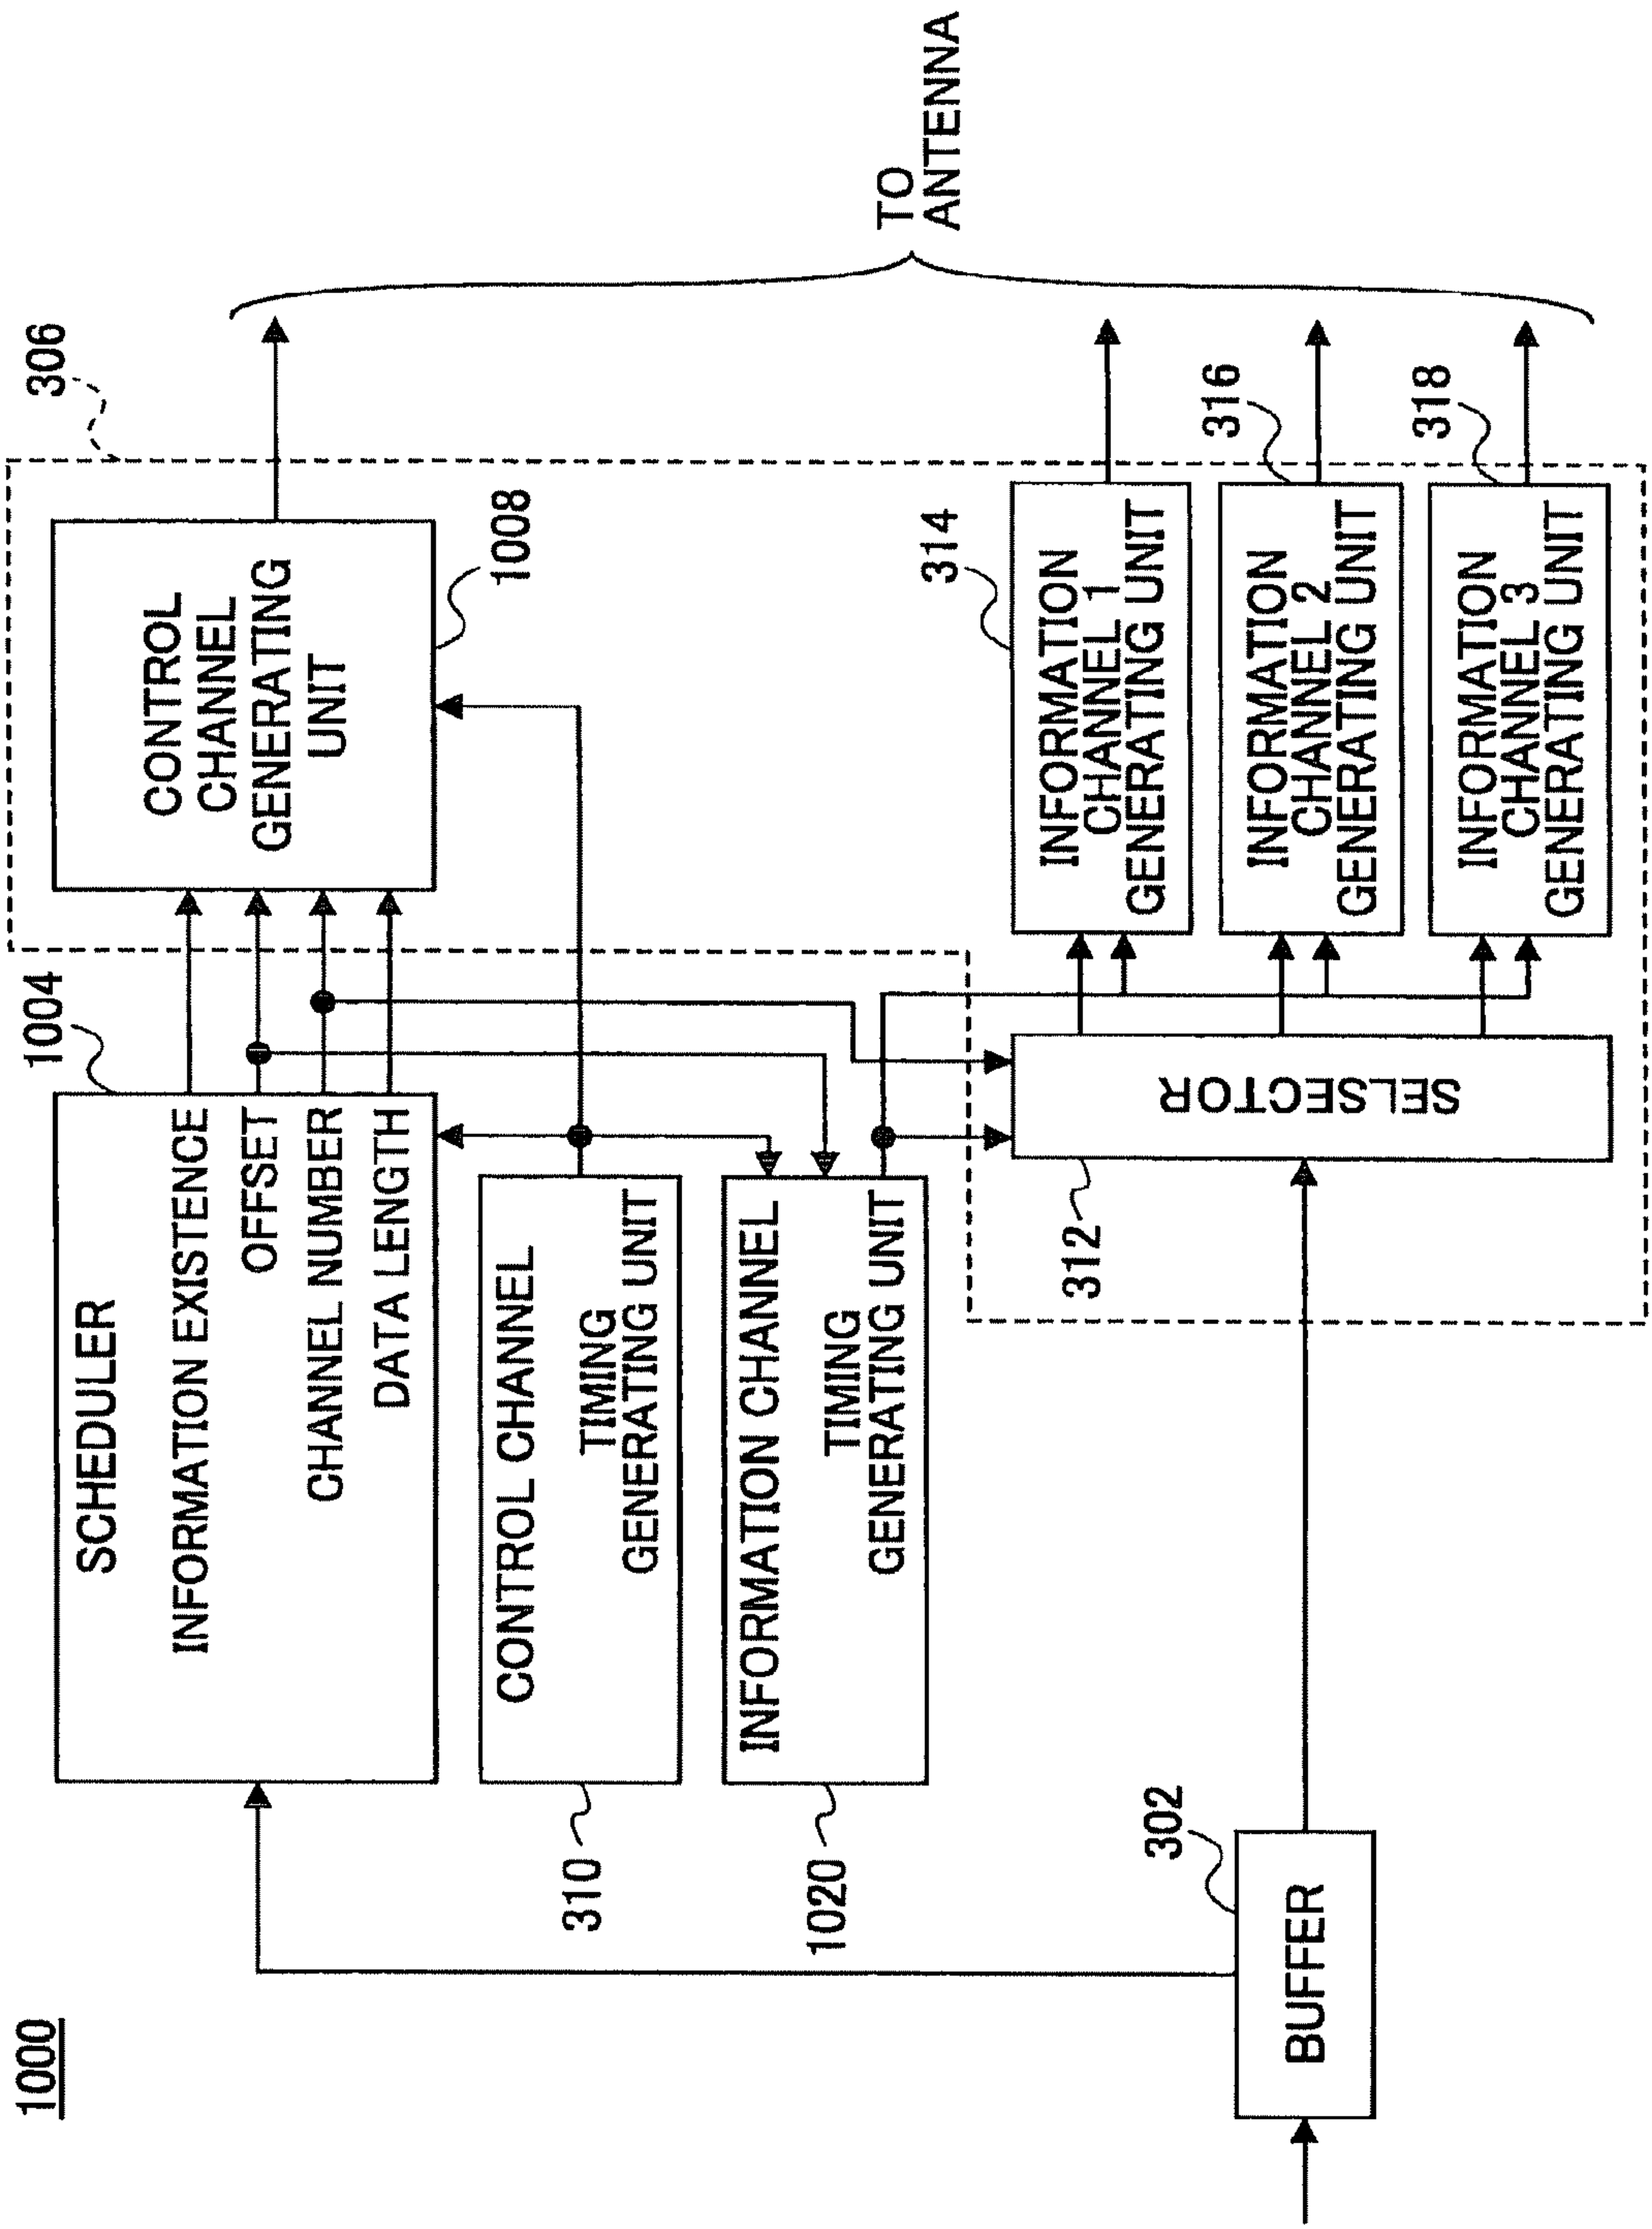 1000
SCHEDULER
INFORMATION EXISTENCE
OFFSET
CHANNEL NUMBER
DATA LENGTH
1004
CONTROL
CHANNEL
GENERATING
UNIT
1008
306
CONTROL CHANNEL
TIMING
GENERATING UNIT
310
INFORMATION CHANNEL
TIMING
GENERATING UNIT
1020
TO
ANTENNA
BUFFER
302
SELSECTOR
312
INFORMATION
CHANNEL 1
GENERATING UNIT
314
INFORMATION
CHANNEL 2
GENERATING UNIT
316
INFORMATION
CHANNEL 3
GENERATING UNIT
318